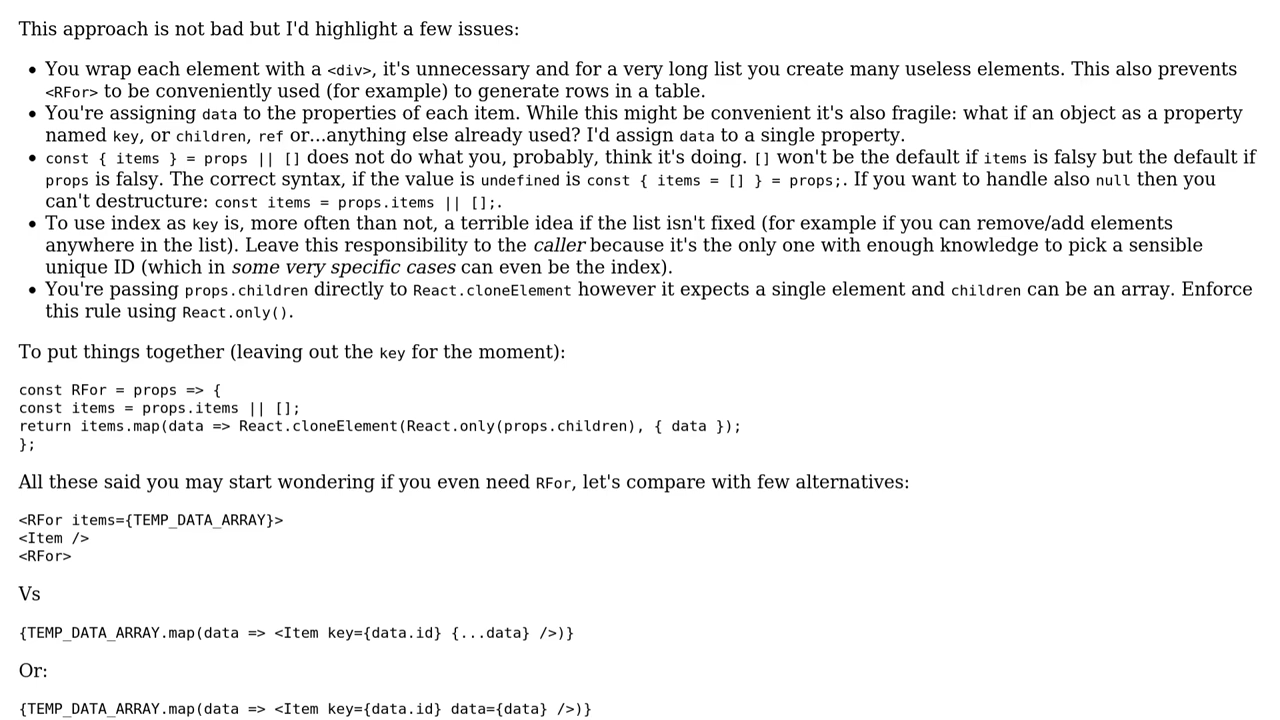 This approach is not bad but I'd highlight a few issues:
• You wrap each element with a <div>, it's unnecessary and for a very long list you create many useless elements. This also prevents
<RFor> to be conveniently used (for example) to generate rows in a table.
• You're assigning data to the properties of each item. While this might be convenient it's also fragile: what if an object as a property
named key, or children, ref or...anything else already used? I'd assign data to a single property.
• const { items } = props || [] does not do what you, probably, think it's doing. [] won't be the default if items is falsy but the default if
props is falsy. The correct syntax, if the value is undefined is const { items = [] } = props;. If you want to handle also null then you
can't destructure: const items = props.items || [];.
• To use index as key is, more often than not, a terrible idea if the list isn't fixed (for example if you can remove/add elements
anywhere in the list). Leave this responsibility to the caller because it's the only one with enough knowledge to pick a sensible
unique ID (which in some very specific cases can even be the index).
• You're passing props.children directly to React.cloneElement however it expects a single element and children can be an array. Enforce
this rule using React.only().
To put things together (leaving out the key for the moment):
const RFor = props => {
const items = props.items || [];
return items.map(data => React.cloneElement(React.only(props.children), { data });
};
All these said you may start wondering if you even need RFor, let's compare with few alternatives:
<RFor items={TEMP_DATA_ARRAY}>
<Item />
<RFor>
Vs
{TEMP_DATA_ARRAY.map(data => <Item key={data.id} {...data} />)}
Or:
{TEMP_DATA_ARRAY.map(data => <Item key={data.id} data={data} />)}